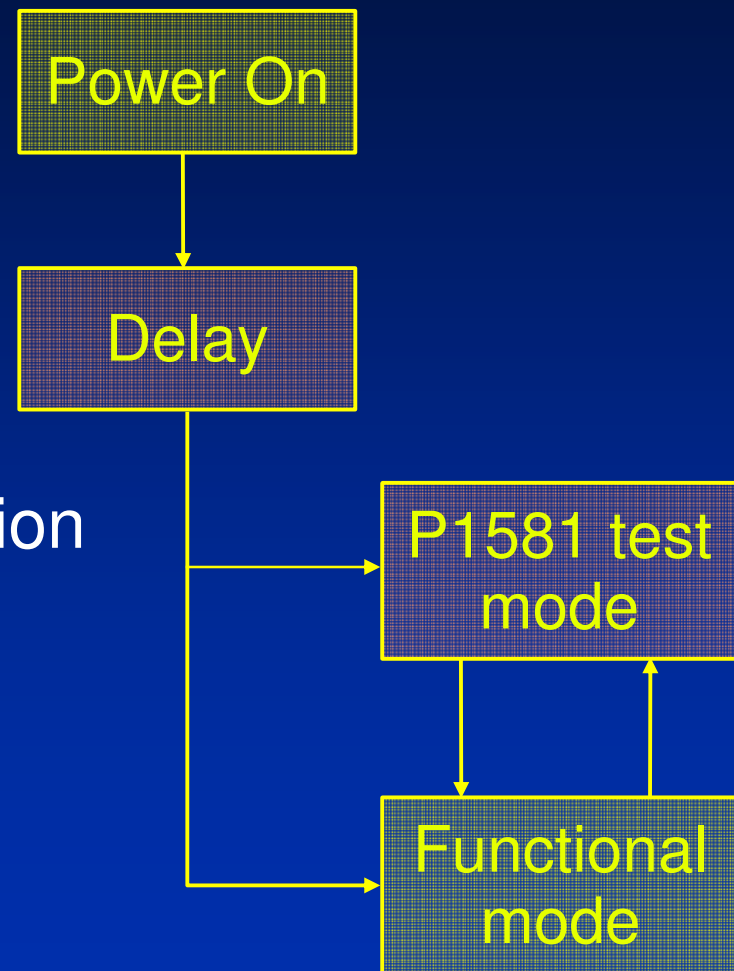 Power On
Delay
ion
P1581 test
mode
Functional
mode